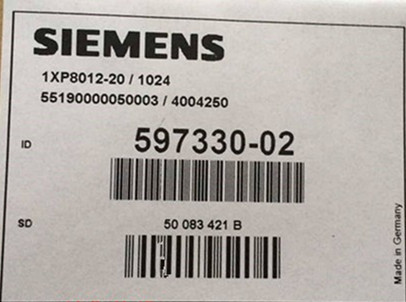 SIEMENS
1XP8012-20 / 1024
55190000050003 / 4004250
ID 597330-02
SD 50 083 421 B
Made in Germany